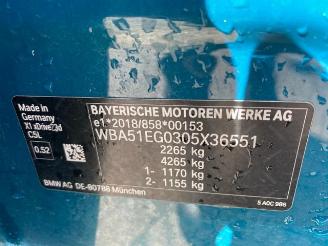 BAYERISCHE MOTOREN WERKE AG
e1*2018/858*00153
WBA51EG0305X36551
2265 kg
4265 kg
1- 1170 kg
2- 1155 kg
Made in
Germany
X1
C5L
0.52
BMW AG DE-80788 München